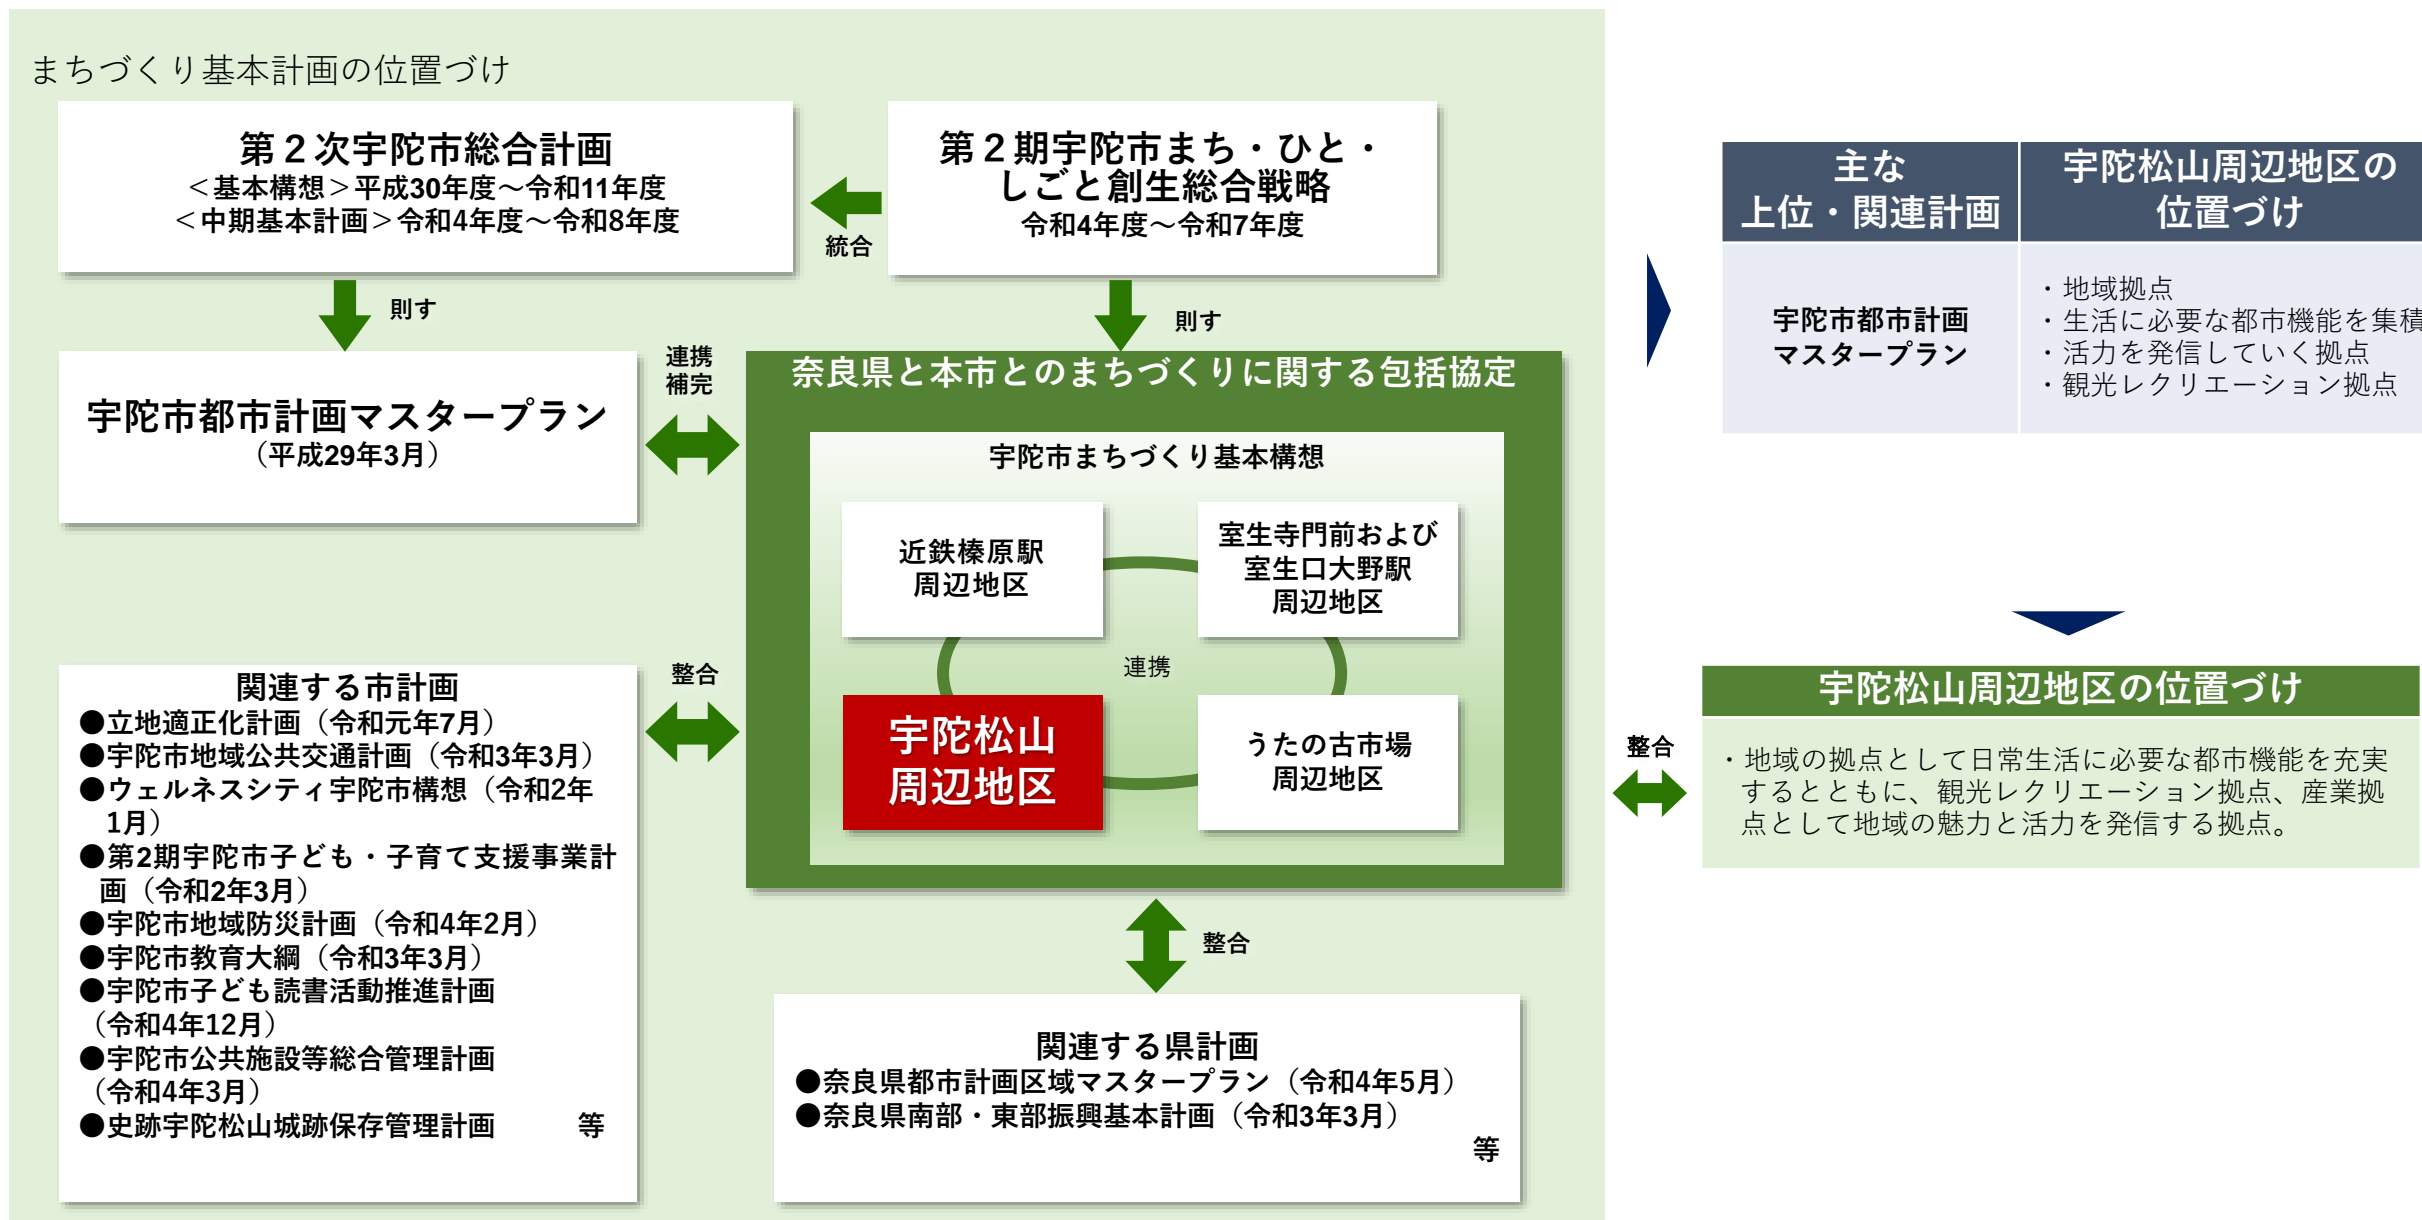 まちづくり基本計画の位置づけ
第２次宇陀市総合計画
＜基本構想＞平成30年度～令和11年度
＜中期基本計画＞令和4年度～令和8年度
統合
第２期宇陀市まち・ひと・
しごと創生総合戦略
令和4年度～令和7年度
則す
則す
宇陀市都市計画マスタープラン
（平成29年3月）
連携
補完
奈良県と本市とのまちづくりに関する包括協定
宇陀市まちづくり基本構想
近鉄榛原駅
周辺地区
室生寺門前および
室生口大野駅
周辺地区
連携
宇陀松山
周辺地区
うたの古市場
周辺地区
整合
関連する市計画
●立地適正化計画（令和元年7月）
●宇陀市地域公共交通計画（令和3年3月）
●ウェルネスシティ宇陀市構想（令和2年
1月）
●第2期宇陀市子ども・子育て支援事業計
画（令和2年3月）
●宇陀市地域防災計画（令和4年2月）
●宇陀市教育大綱（令和3年3月）
●宇陀市子ども読書活動推進計画
（令和4年12月）
●宇陀市公共施設等総合管理計画
（令和4年3月）
●史跡宇陀松山城跡保存管理計画　　　等
整合
関連する県計画
●奈良県都市計画区域マスタープラン（令和4年5月）
●奈良県南部・東部振興基本計画（令和3年3月）
等
主な
上位・関連計画
宇陀松山周辺地区の
位置づけ
宇陀市都市計画
マスタープラン
・地域拠点
・生活に必要な都市機能を集積
・活力を発信していく拠点
・観光レクリエーション拠点
整合
宇陀松山周辺地区の位置づけ
・地域の拠点として日常生活に必要な都市機能を充実
するとともに、観光レクリエーション拠点、産業拠
点として地域の魅力と活力を発信する拠点。